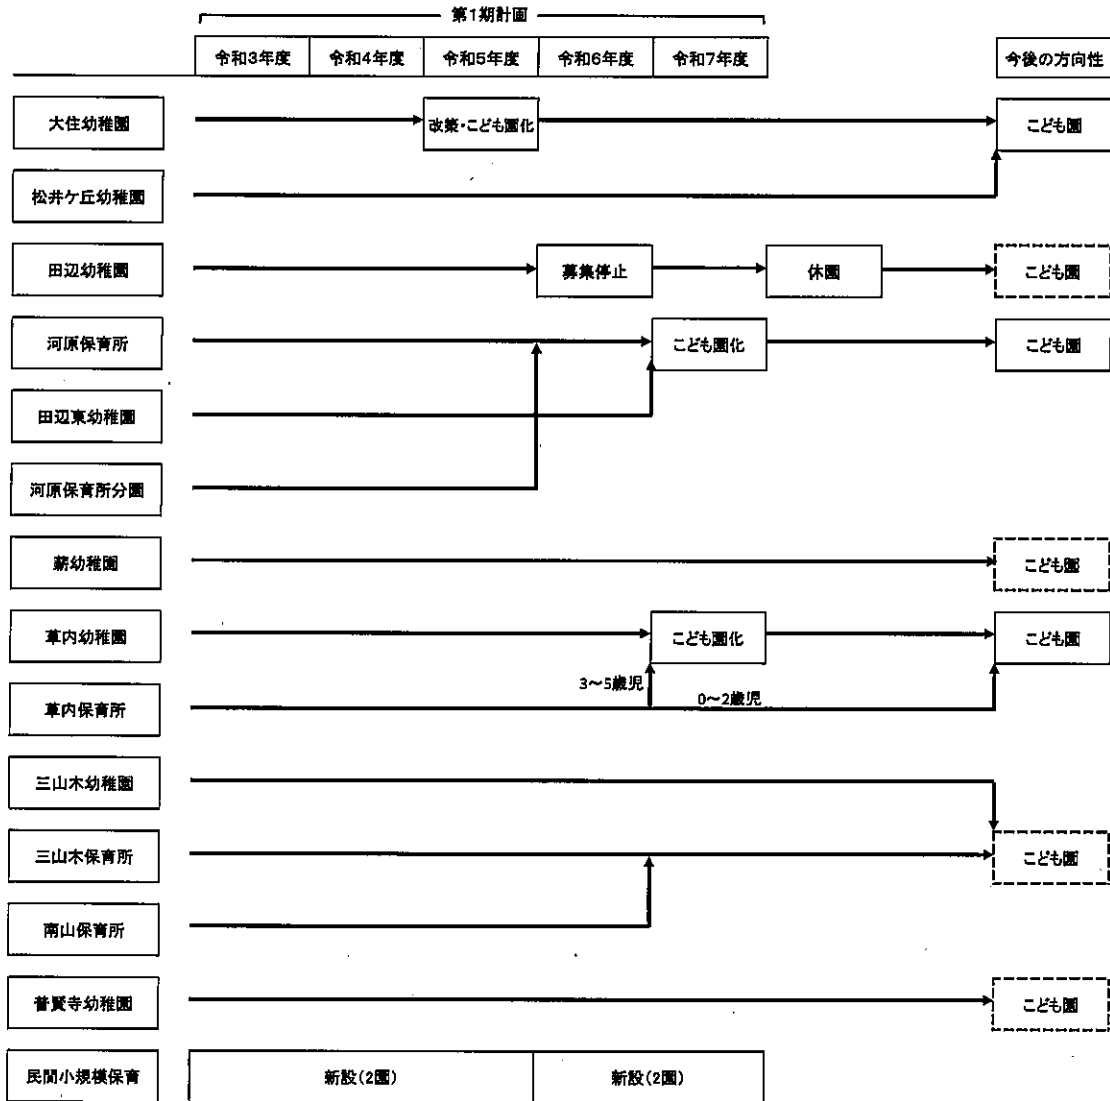 第1期計画
令和3年度 令和4年度 令和5年度 令和6年度 令和7年度 今後の方向性
大住幼稚園 改築・こども園化 こども園
松井ケ丘幼稚園
田辺幼稚園 募集停止 休園 こども園
河原保育所 こども園化 こども園
田辺東幼稚園
河原保育所分園
薪幼稚園 こども園
草内幼稚園 こども園化 こども園
3～5歳児
草内保育所 0～2歳児
三山木幼稚園
三山木保育所 こども園
南山保育所
普賢寺幼稚園 こども園
民間小規模保育 新設(2園) 新設(2園)